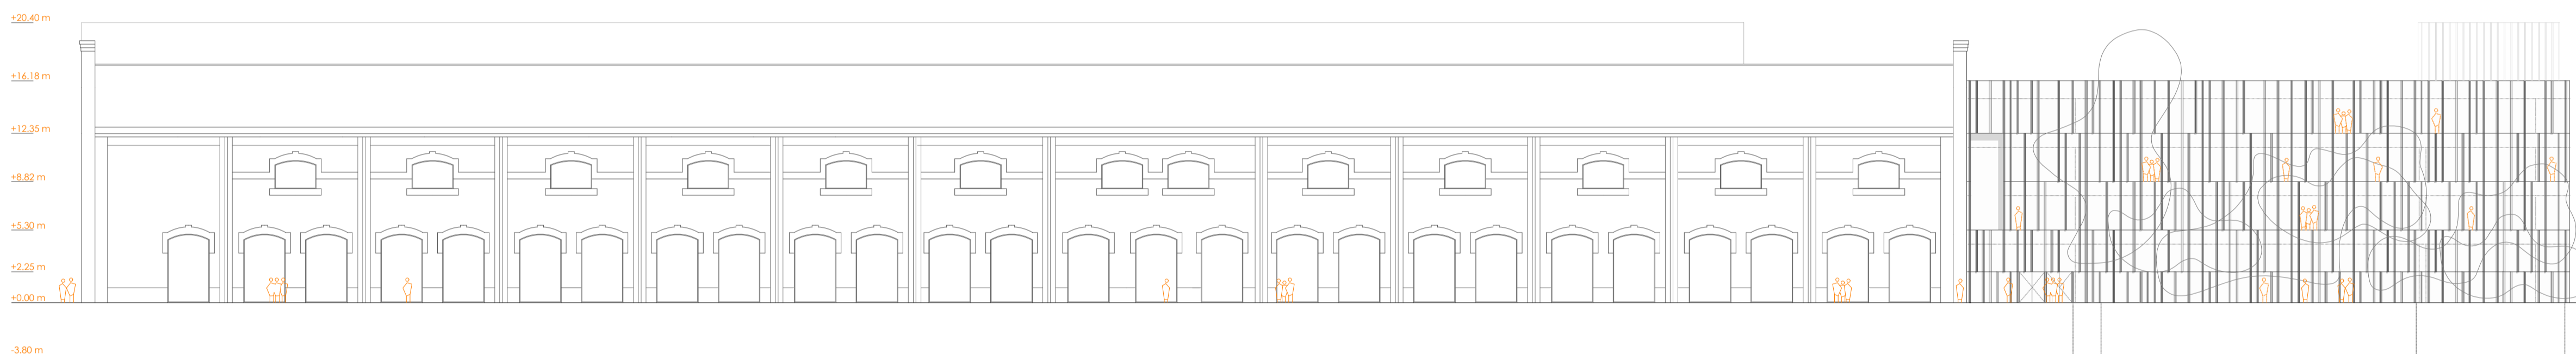 +20.40 m
+16.18 m
+12.35 m
+8.82 m
+5.30 m
+2.25 m
+0.00 m
-3.80 m